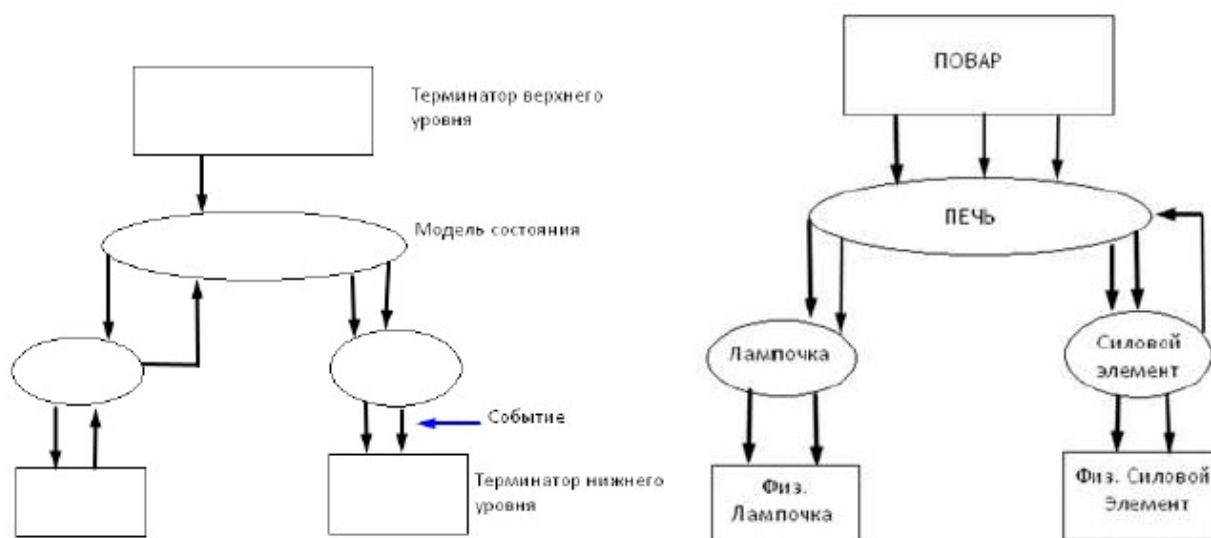 Терминатор верхнего
уровня
Модель состояния
Событие
Терминатор нижнего
уровня
ПОВАР
ПЕЧЬ
Лампочка
Силовой
элемент
Физ.
Лампочка
Физ. Силовой
Элемент